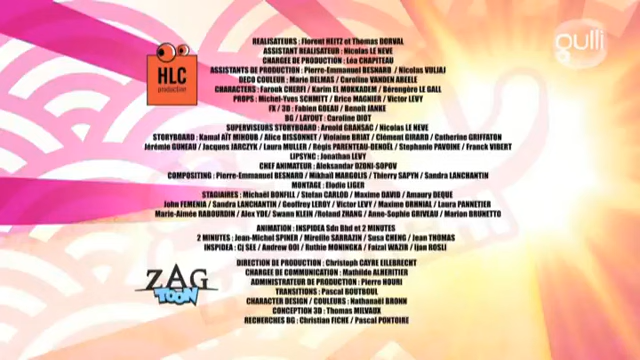 gulli
REALISATEURS : Florent HEITZ et Thomas DORVAL
ASSISTANT REALISATEUR : Nicolas LE NEVE
CHARGEE DE PRODUCTION : Léa CHAPITEAU
ASSISTANTS DE PRODUCTION : Pierre-Emmanuel BESNARD / Nicolas VULJAJ
DECO COULEUR : Marie DELMAS / Caroline VANDEN ABEELE
CHARACTERS : Farouk CHERFI / Karim EL MOKKADEM / Bérengère LE GALL
PROPS : Michel-Yves SCHMITT / Brice MAGNIER / Victor LEVY
FX / 3D : Fabien GOEAU / Benoît JANKE
BG / LAYOUT : Caroline DIOT
SUPERVISEURS STORYBOARD : Arnold GRANSAC / Nicolas LE NEVE
STORYBOARD : Kamal AÏT MIHOUR / Alice BISSONNET / Violaine BRIAT / Clément GIRARD / Catherine GRIFFATON
Jérémie GUNEAU / Jacques JARCZYK / Laura MULLER / Régis PARENTEAU-DENOËL / Stephanie PAVOINE / Franck VIBERT
LIPSYNC : Jonathan LEVY
CHEF ANIMATEUR : Aleksandar OZONI-SOPOV
COMPOSITING : Pierre-Emmanuel BESNARD / Mikhaïl MARGOLIS / Thierry SAPYN / Sandra LANCHANTIN
MONTAGE : Elodie LIGER
STAGIAIRES : Michaël BONFILL / Stefan CARLOD / Maxime DAVID / Amaury DEQUE
John FEMENIA / Sandra LANCHANTIN / Geoffrey LEROY / Victor LEVY / Maxime ORHNIAL / Laura PANNETIER
Marie-Aimée RABOURDIN / Alex YDE / Swann KLEIN /Roland ZHANG / Anne-Sophie GRIVEAU / Marion BRUNETTO
HLC
production
ANIMATION : INSPIDEA Sdn Bhd et 2 MINUTES
2 MINUTES : Jean-Michel SPINER / Mireille SARRAZIN / Susa CHENG / Jean THOMAS
INSPIDEA : CJ SEE / Andrew OOI / Ruthie MONINGKA / Faizal WAZIR / Ijan ROSLI
ZAG
TOON
DIRECTION DE PRODUCTION : Christoph CAYRE EILEBRECHT
CHARGEE DE COMMUNICATION : Mathilde ALHERITIER
ADMINISTRATEUR DE PRODUCTION : Pierre NOURI
TRANSITIONS : Pascal BOUTBOUL
CHARACTER DESIGN / COULEURS : Nathanaël BRONN
CONCEPTION 3D : Thomas MILVAUX
RECHERCHES BG : Christian FICHE / Pascal PONTOIRE